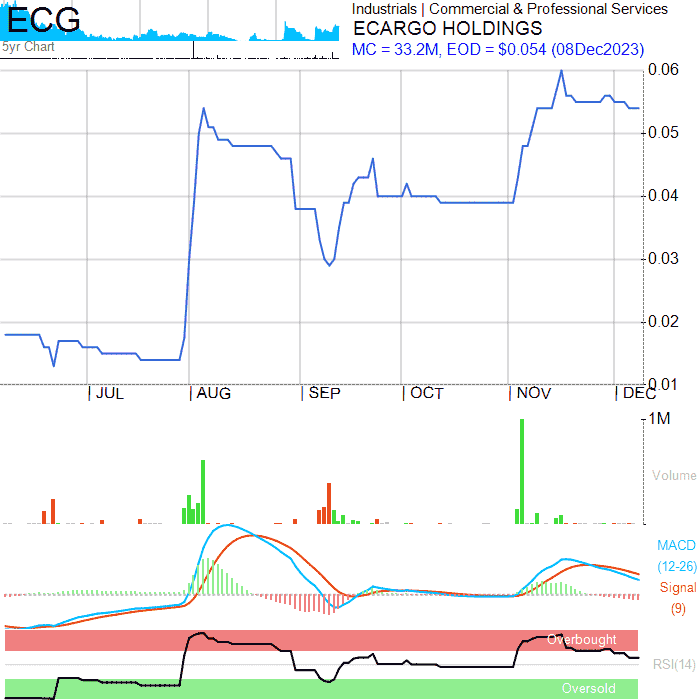 ECG
5yr Chart
Industrials | Commercial & Professional Services
ECARGO HOLDINGS
MC = 33.2M, EOD = $0.054 (08Dec2023)
0.06
0.05
0.04
0.03
0.02
0.01
JUL AUG SEP OCT NOV DEC
1M
Volume
MACD
(12-26)
Signal
(9)
Overbought
RSI(14)
Oversold